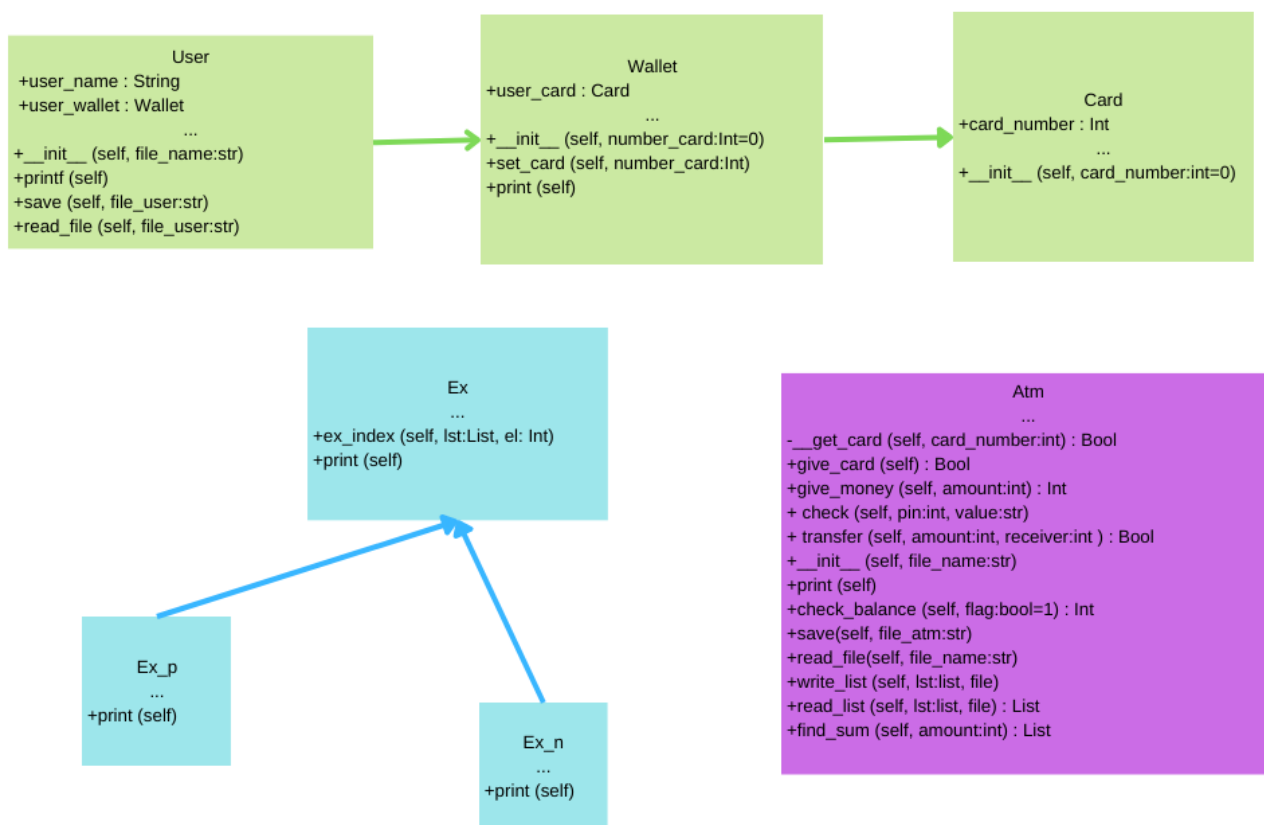 User
+user_name : String
+user_wallet : Wallet
...
+__init__ (self, file_name:str)
+printf (self)
+save (self, file_user:str)
+read_file (self, file_user:str)
Wallet
+user_card : Card
...
+__init__ (self, number_card:Int=0)
+set_card (self, number_card:Int)
+print (self)
Card
+card_number : Int
...
+__init__ (self, card_number:int=0)
Ex
...
+ex_index (self, lst:List, el: Int)
+print (self)
Ex_p
...
+print (self)
Ex_n
...
+print (self)
Atm
...
-__get_card (self, card_number:int) : Bool
+give_card (self) : Bool
+give_money (self, amount:int) : Int
+ check (self, pin:int, value:str)
+ transfer (self, amount:int, receiver:int ) : Bool
+__init__ (self, file_name:str)
+print (self)
+check_balance (self, flag:bool=1) : Int
+save(self, file_atm:str)
+read_file(self, file_name:str)
+write_list (self, lst:list, file)
+read_list (self, lst:list, file) : List
+find_sum (self, amount:int) : List